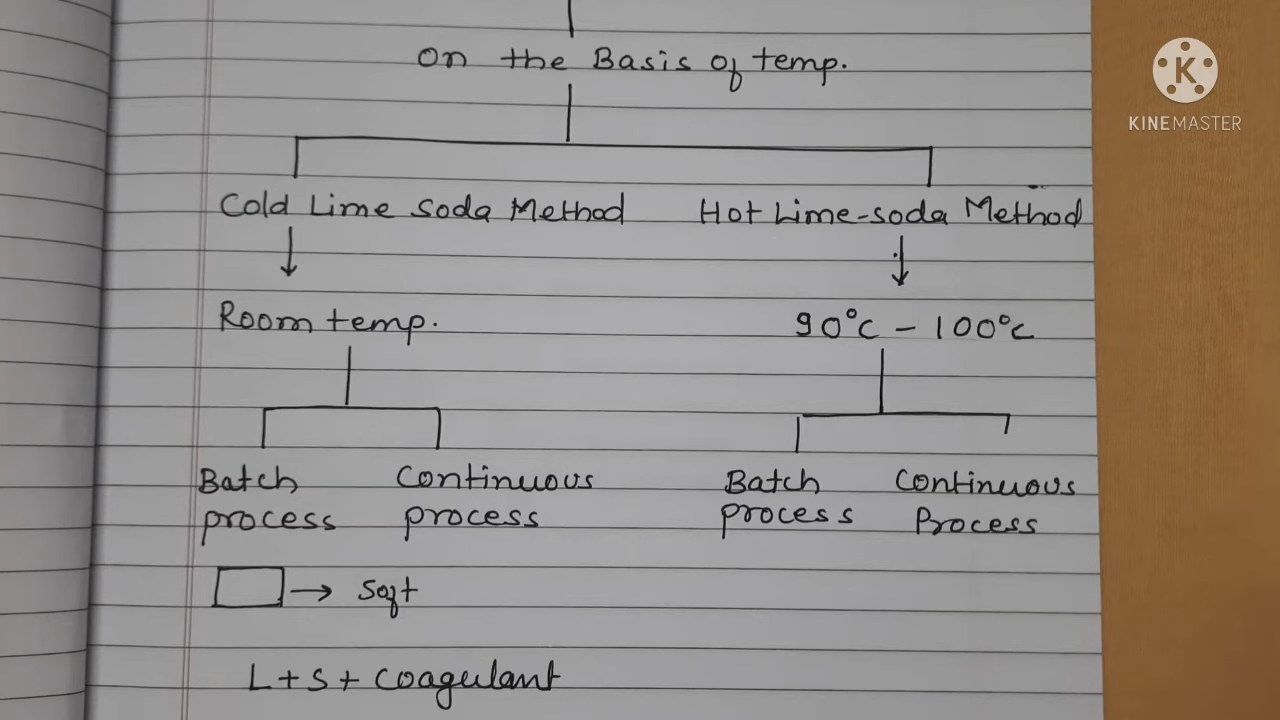 On the Basis of temp.
Cold Lime soda Method
Hot Lime-soda Method
Room temp.
90°C - 100°C
Batch process
Continuous process
Batch process
Continuous Process
→ Soft
L + S + Coagulant
K
KINEMASTER